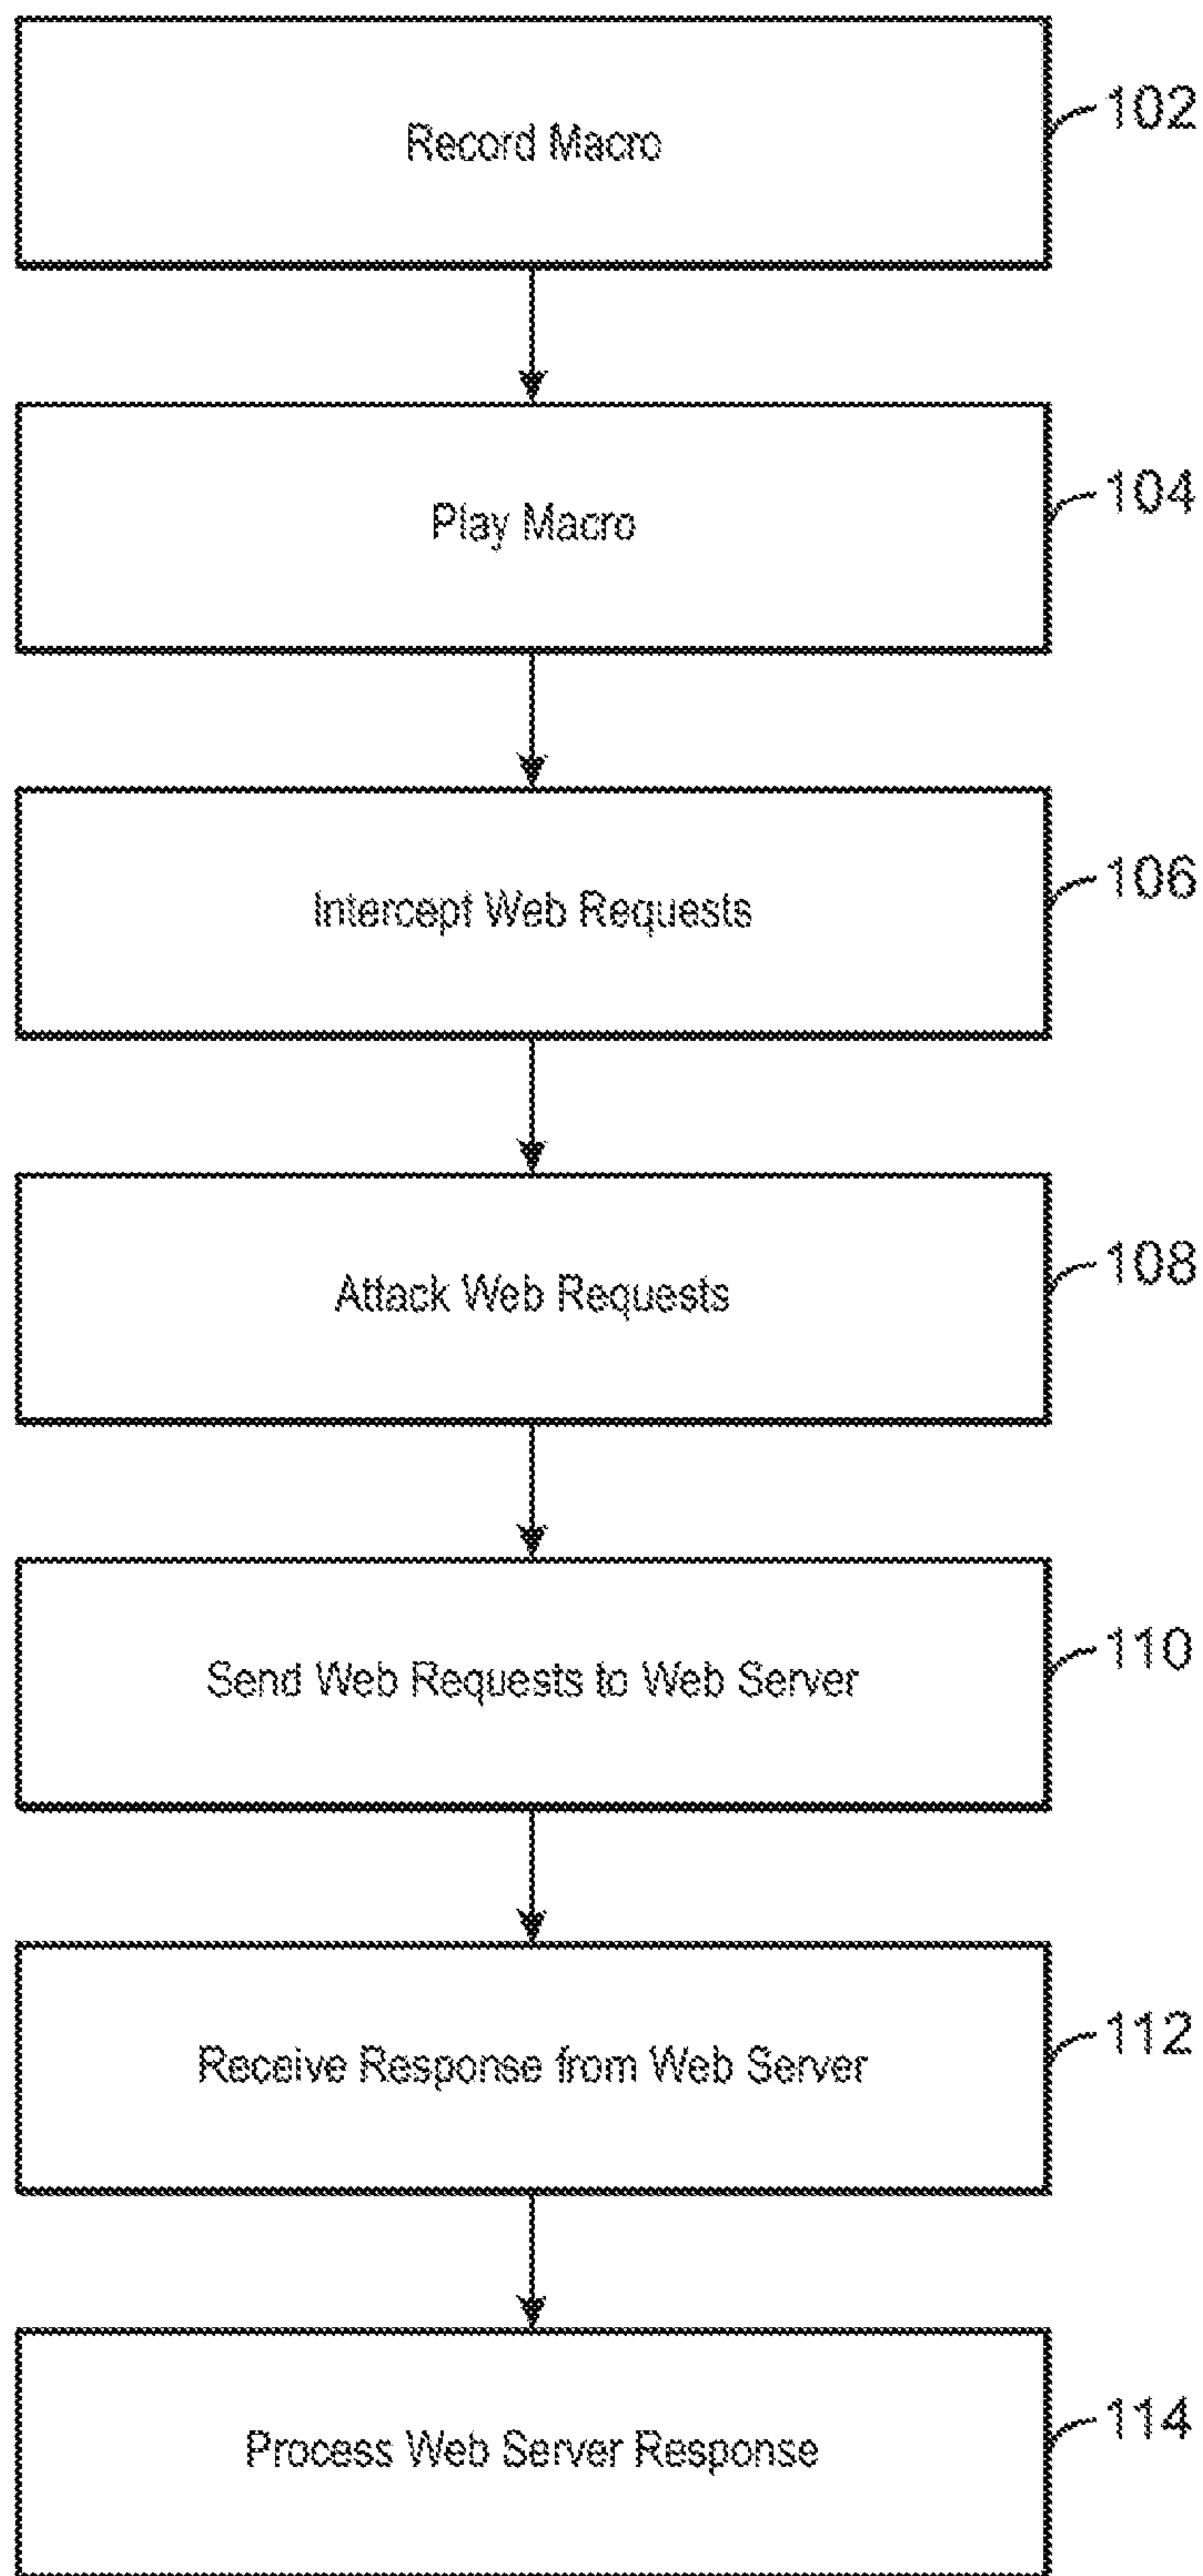 Record Macro
102
Play Macro
104
Intercept Web Requests
106
Attack Web Requests
108
Send Web Requests to Web Server
110
Receive Response from Web Server
112
Process Web Server Response
114